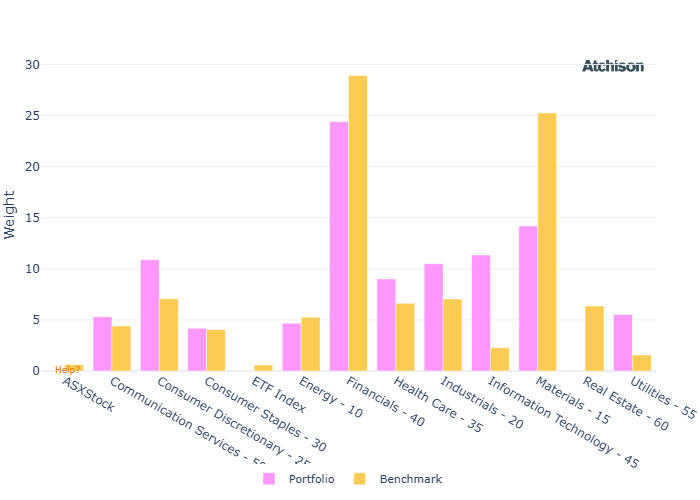 Atchison
Weight
30
25
20
15
10
5
0
Help?
ASXStock
Communication Services - 50
Consumer Discretionary - 25
Consumer Staples - 30
ETF Index
Energy - 10
Financials - 40
Health Care - 35
Industrials - 20
Information Technology - 45
Materials - 15
Real Estate - 60
Utilities - 55
Portfolio
Benchmark